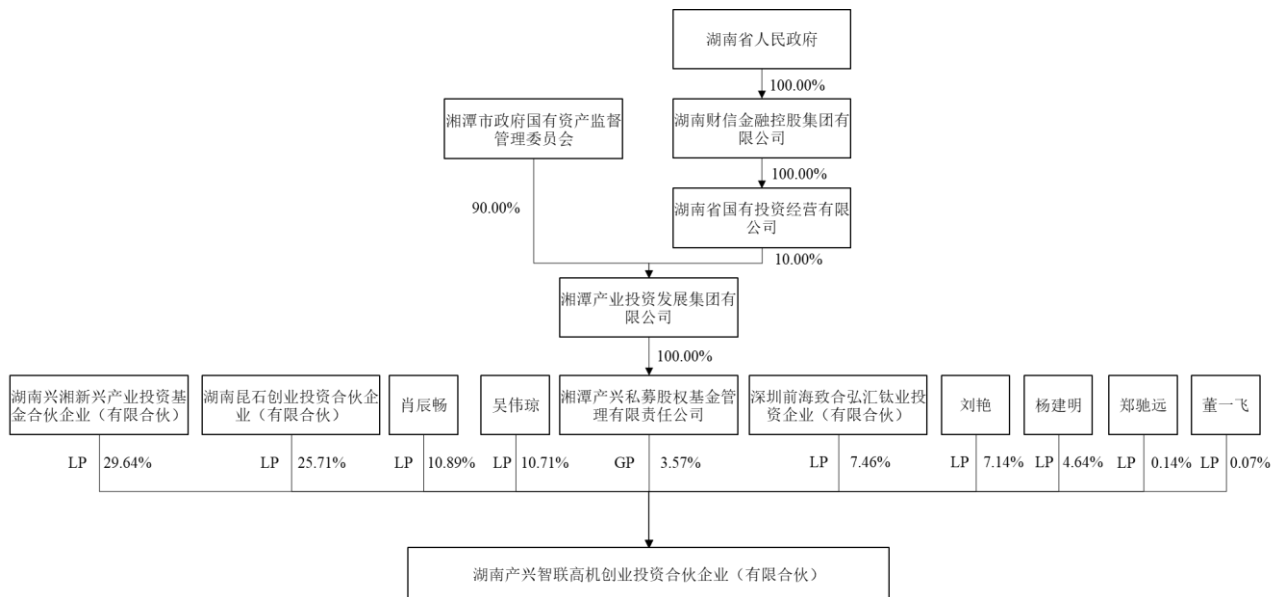 湖南省人民政府
100.00%
湘潭市政府国有资产监督
管理委员会
湖南财信金融控股集团有
限公司
100.00%
90.00%
湖南省国有投资经营有限
公司
10.00%
湘潭产业投资发展集团有
限公司
100.00%
湖南兴湘新兴产业投资基
金合伙企业（有限合伙）
湖南昆石创业投资合伙企
业（有限合伙）
肖辰畅
吴伟琼
湘潭产兴私募股权基金管
理有限责任公司
深圳前海致合弘汇钛业投
资企业（有限合伙）
刘艳
杨建明
郑驰远
董一飞
LP 29.64%
LP 25.71%
LP 10.89%
LP 10.71%
GP 3.57%
LP 7.46%
LP 7.14%
LP 4.64%
LP 0.14%
LP 0.07%
湖南产兴智联高机创业投资合伙企业（有限合伙）